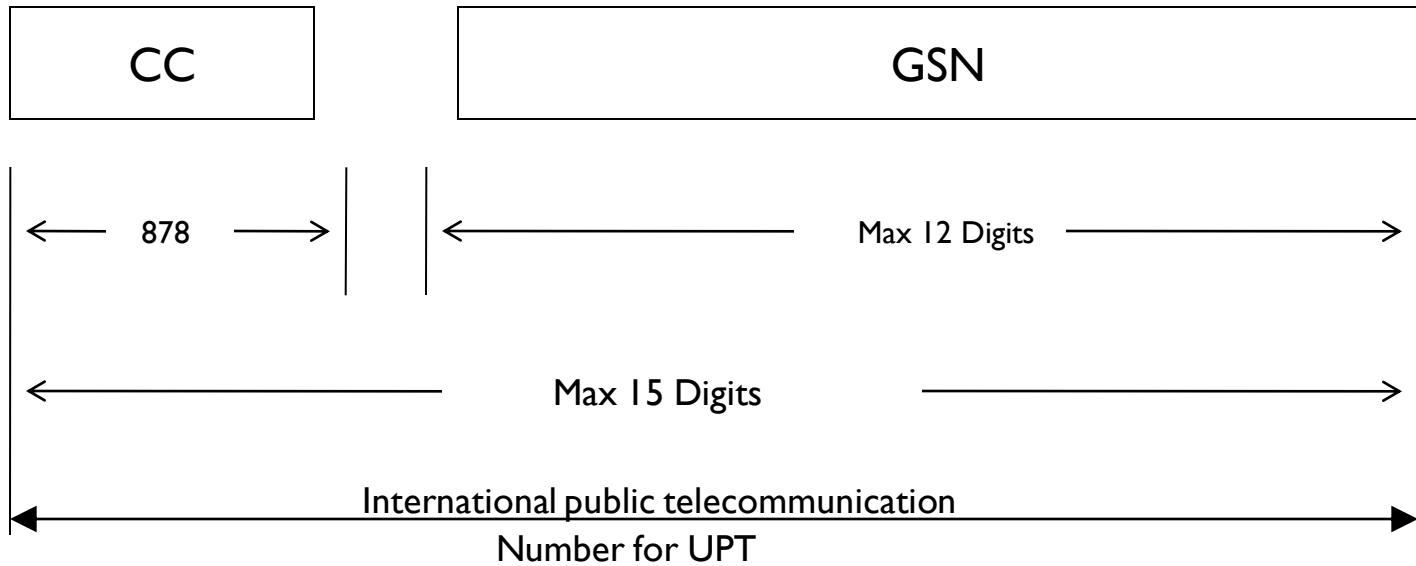 CC
GSN
878
Max 12 Digits
Max 15 Digits
International public telecommunication
Number for UPT